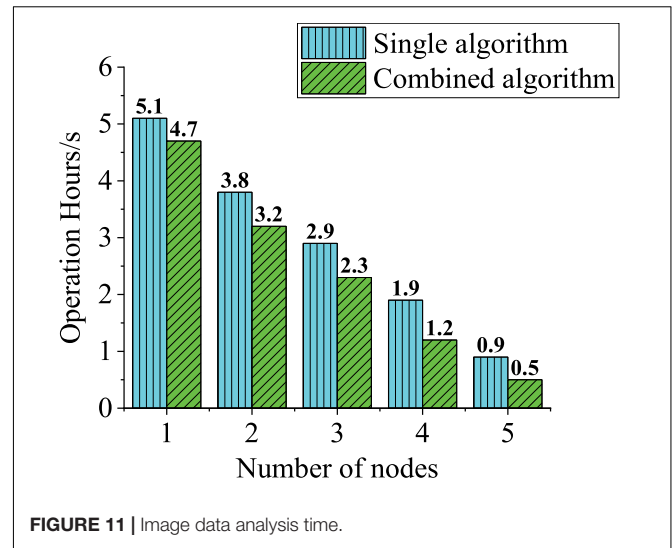 Single algorithm
Combined algorithm
6
5
4
3
2
1
0
Operation Hours/s
5.1
4.7
3.8
3.2
2.9
2.3
1.9
1.2
0.9
0.5
1 2 3 4 5
Number of nodes
FIGURE 11 | Image data analysis time.